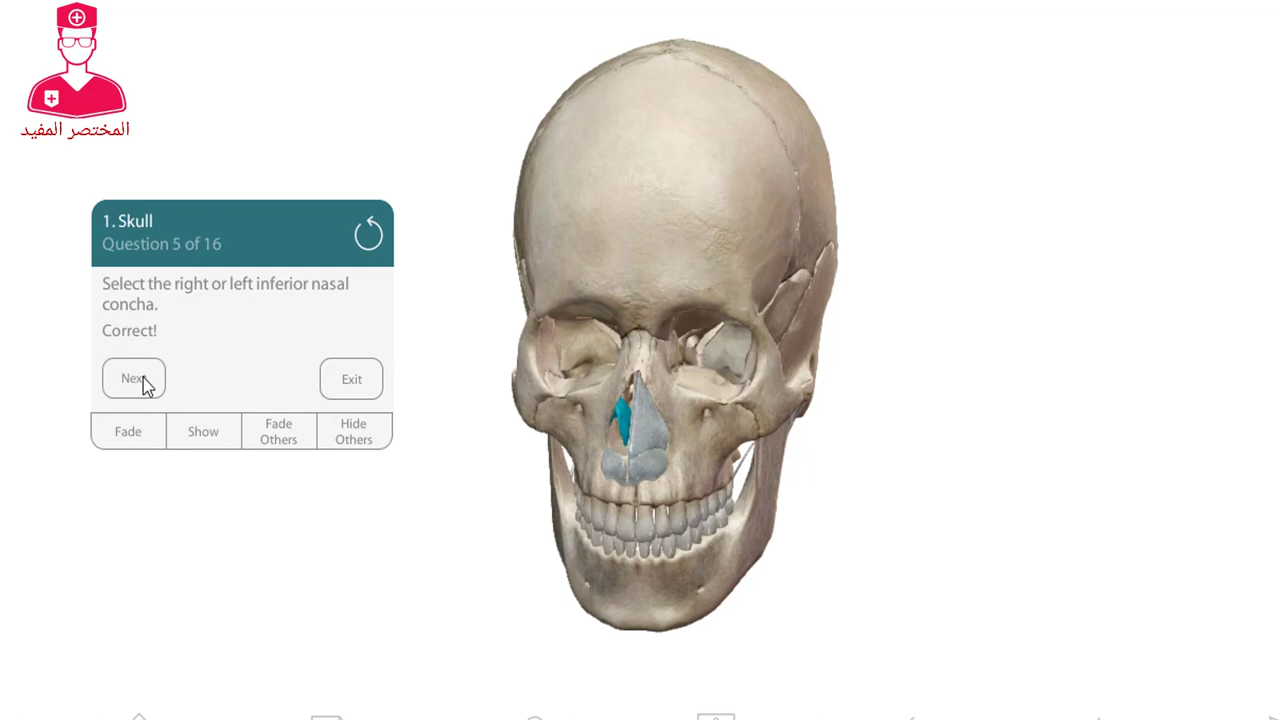 المختصر المفيد
1. Skull
Question 5 of 16
Select the right or left inferior nasal
concha.
Correct!
Exit
Fade
Show
Fade
Others
Hide
Others